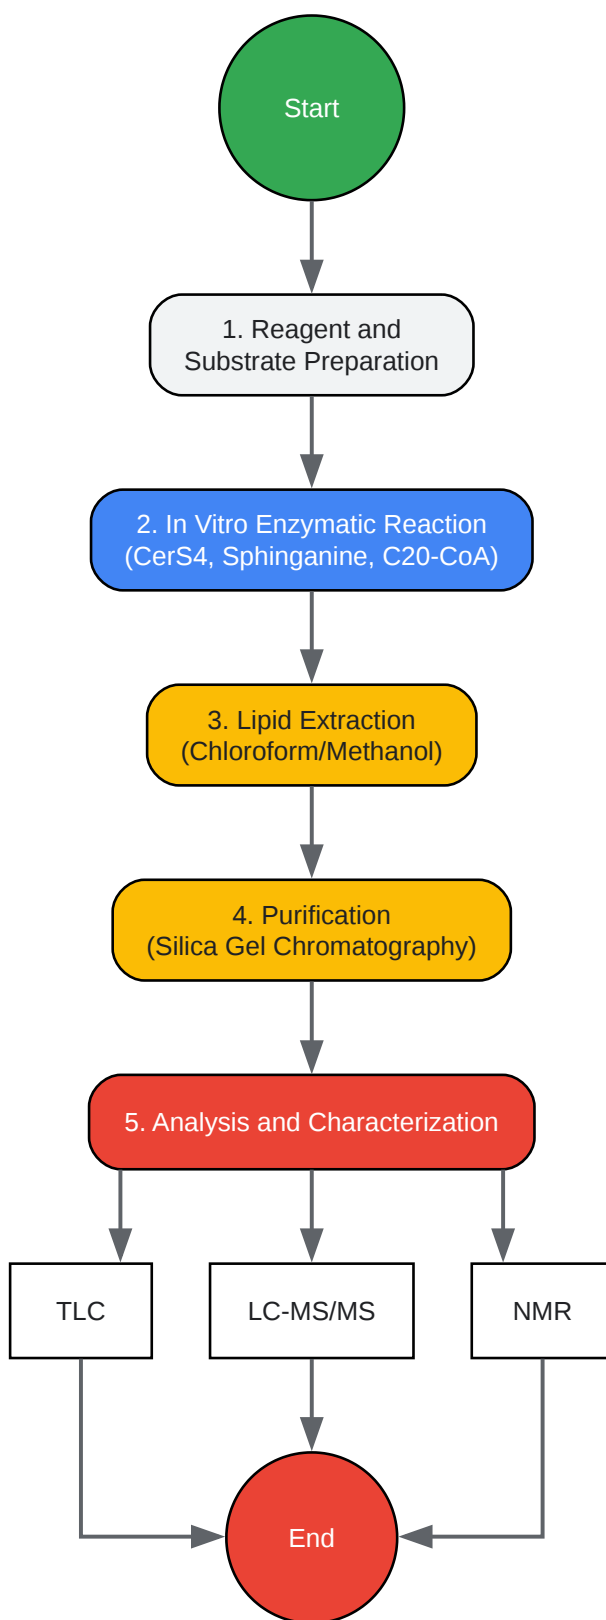 Start
1. Reagent and
Substrate Preparation
2. In Vitro Enzymatic Reaction
(CerS4, Sphinganine, C20-CoA)
3. Lipid Extraction
(Chloroform/Methanol)
4. Purification
(Silica Gel Chromatography)
5. Analysis and Characterization
TLC
LC-MS/MS
NMR
End